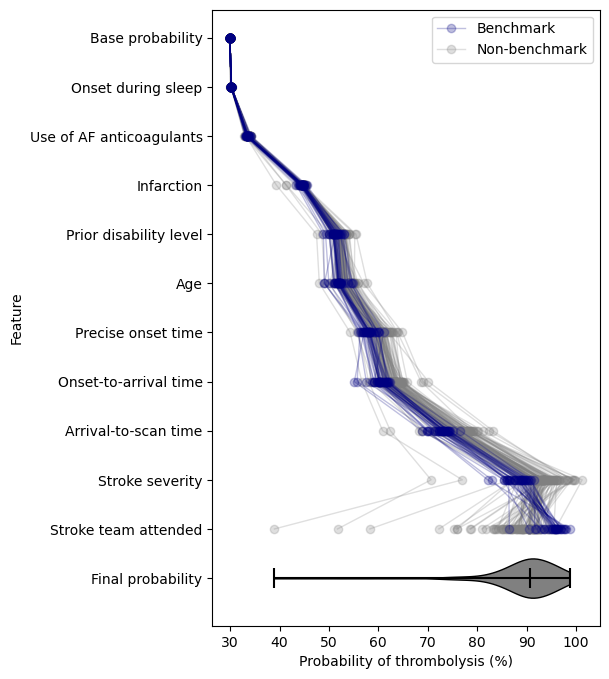 Benchmark
Non-benchmark
Base probability
Onset during sleep
Use of AF anticoagulants
Infarction
Prior disability level
Age
Precise onset time
Onset-to-arrival time
Arrival-to-scan time
Stroke severity
Stroke team attended
Final probability
Feature
30 40 50 60 70 80 90 100
Probability of thrombolysis (%)